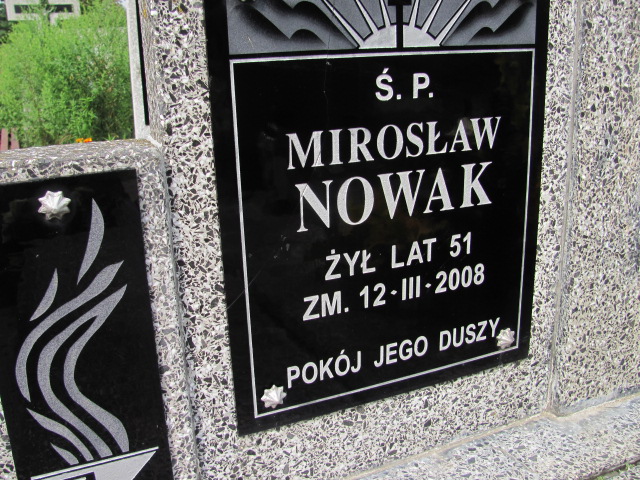 Ś. P.
MIROSŁAW
NOWAK
ŻYŁ LAT 51
ZM. 12·III·2008
POKÓJ JEGO DUSZY